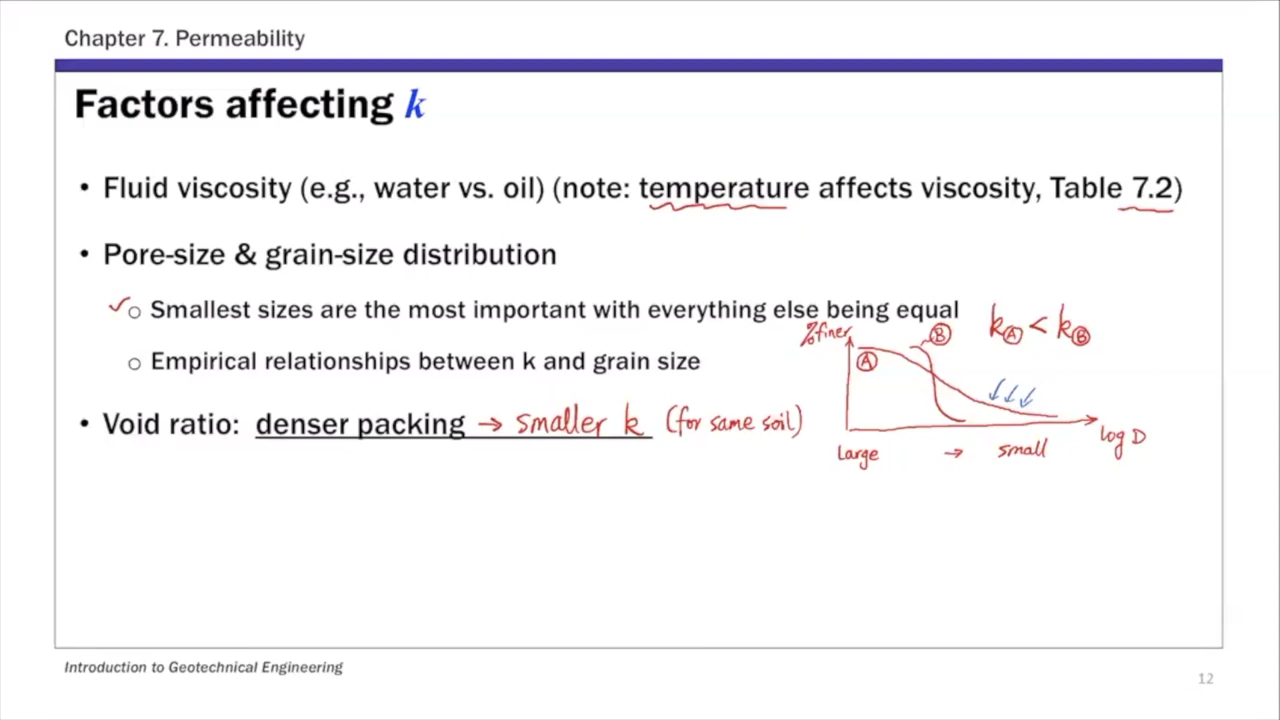 Chapter 7. Permeability
Factors affecting k
• Fluid viscosity (e.g., water vs. oil) (note: temperature affects viscosity, Table 7.2)
• Pore-size & grain-size distribution
✓○ Smallest sizes are the most important with everything else being equal
kⒶ < kⒷ
%finer
Ⓑ
Ⓐ
○ Empirical relationships between k and grain size
• Void ratio: denser packing → smaller k (for same soil)
log D
Large → small
Introduction to Geotechnical Engineering
12